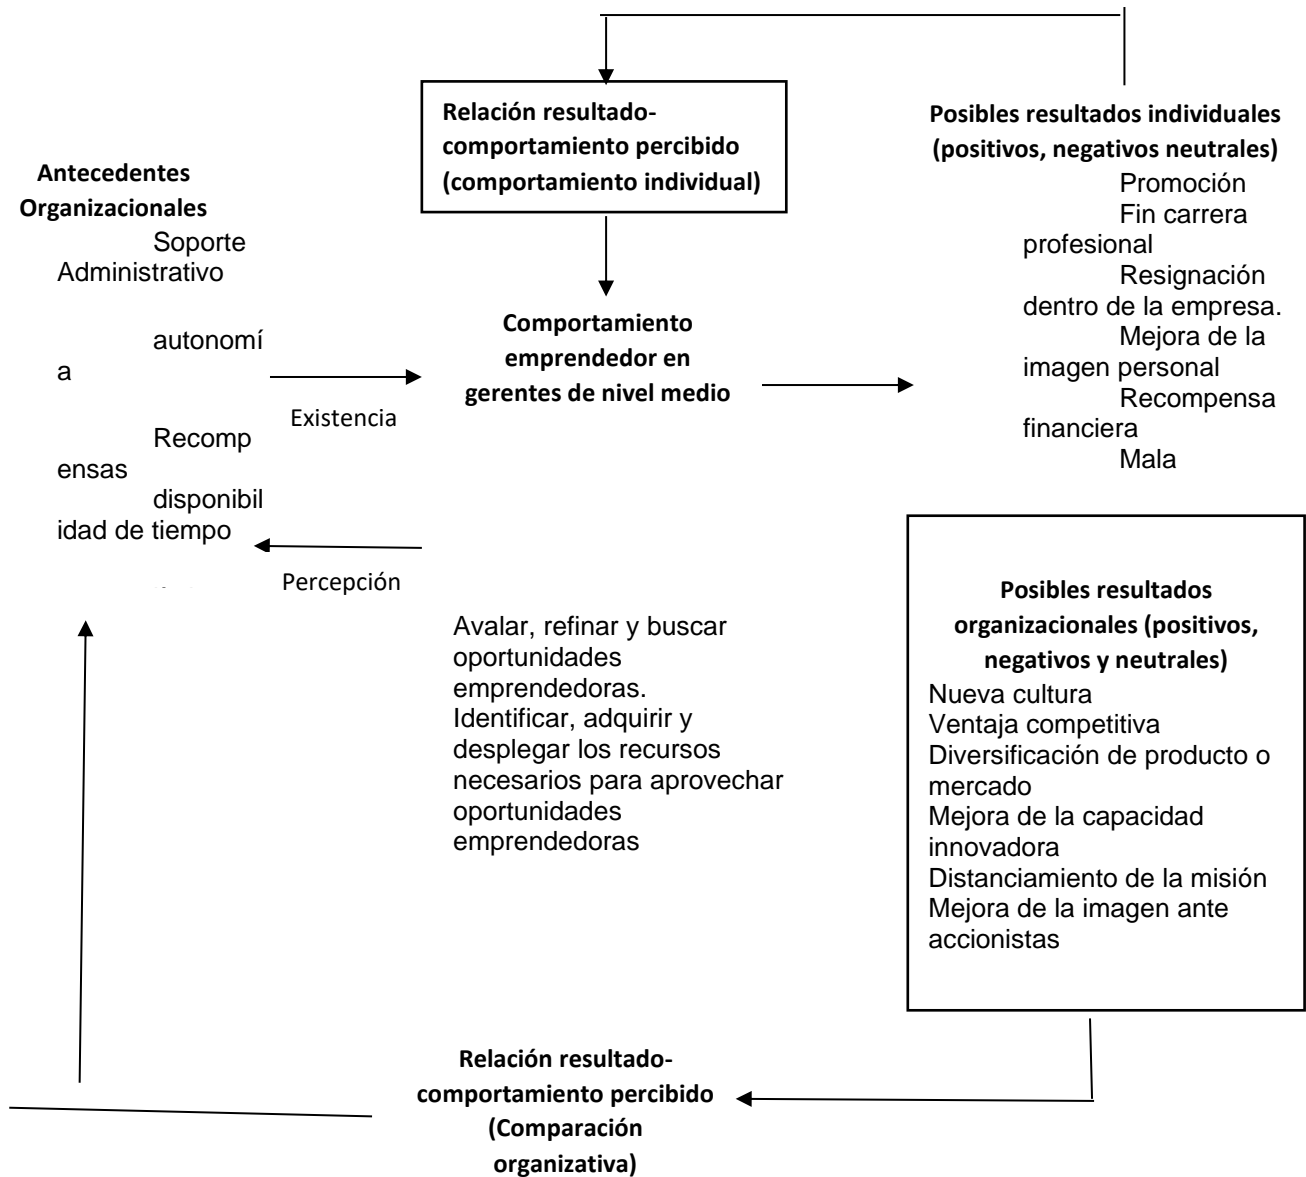 Relación resultado-
comportamiento percibido
(comportamiento individual)
Posibles resultados individuales
(positivos, negativos neutrales)
Promoción
Fin carrera
profesional
Resignación
dentro de la empresa.
Mejora de la
imagen personal
Recompensa
financiera
Mala
Antecedentes
Organizacionales
Soporte
Administrativo
autonomí
a
Recomp
ensas
disponibil
idad de tiempo
Existencia
Comportamiento
emprendedor en
gerentes de nivel medio
Percepción
Avalar, refinar y buscar
oportunidades
emprendedoras.
Identificar, adquirir y
desplegar los recursos
necesarios para aprovechar
oportunidades
emprendedoras
Posibles resultados
organizacionales (positivos,
negativos y neutrales)
Nueva cultura
Ventaja competitiva
Diversificación de producto o
mercado
Mejora de la capacidad
innovadora
Distanciamiento de la misión
Mejora de la imagen ante
accionistas
Relación resultado-
comportamiento percibido
(Comparación
organizativa)